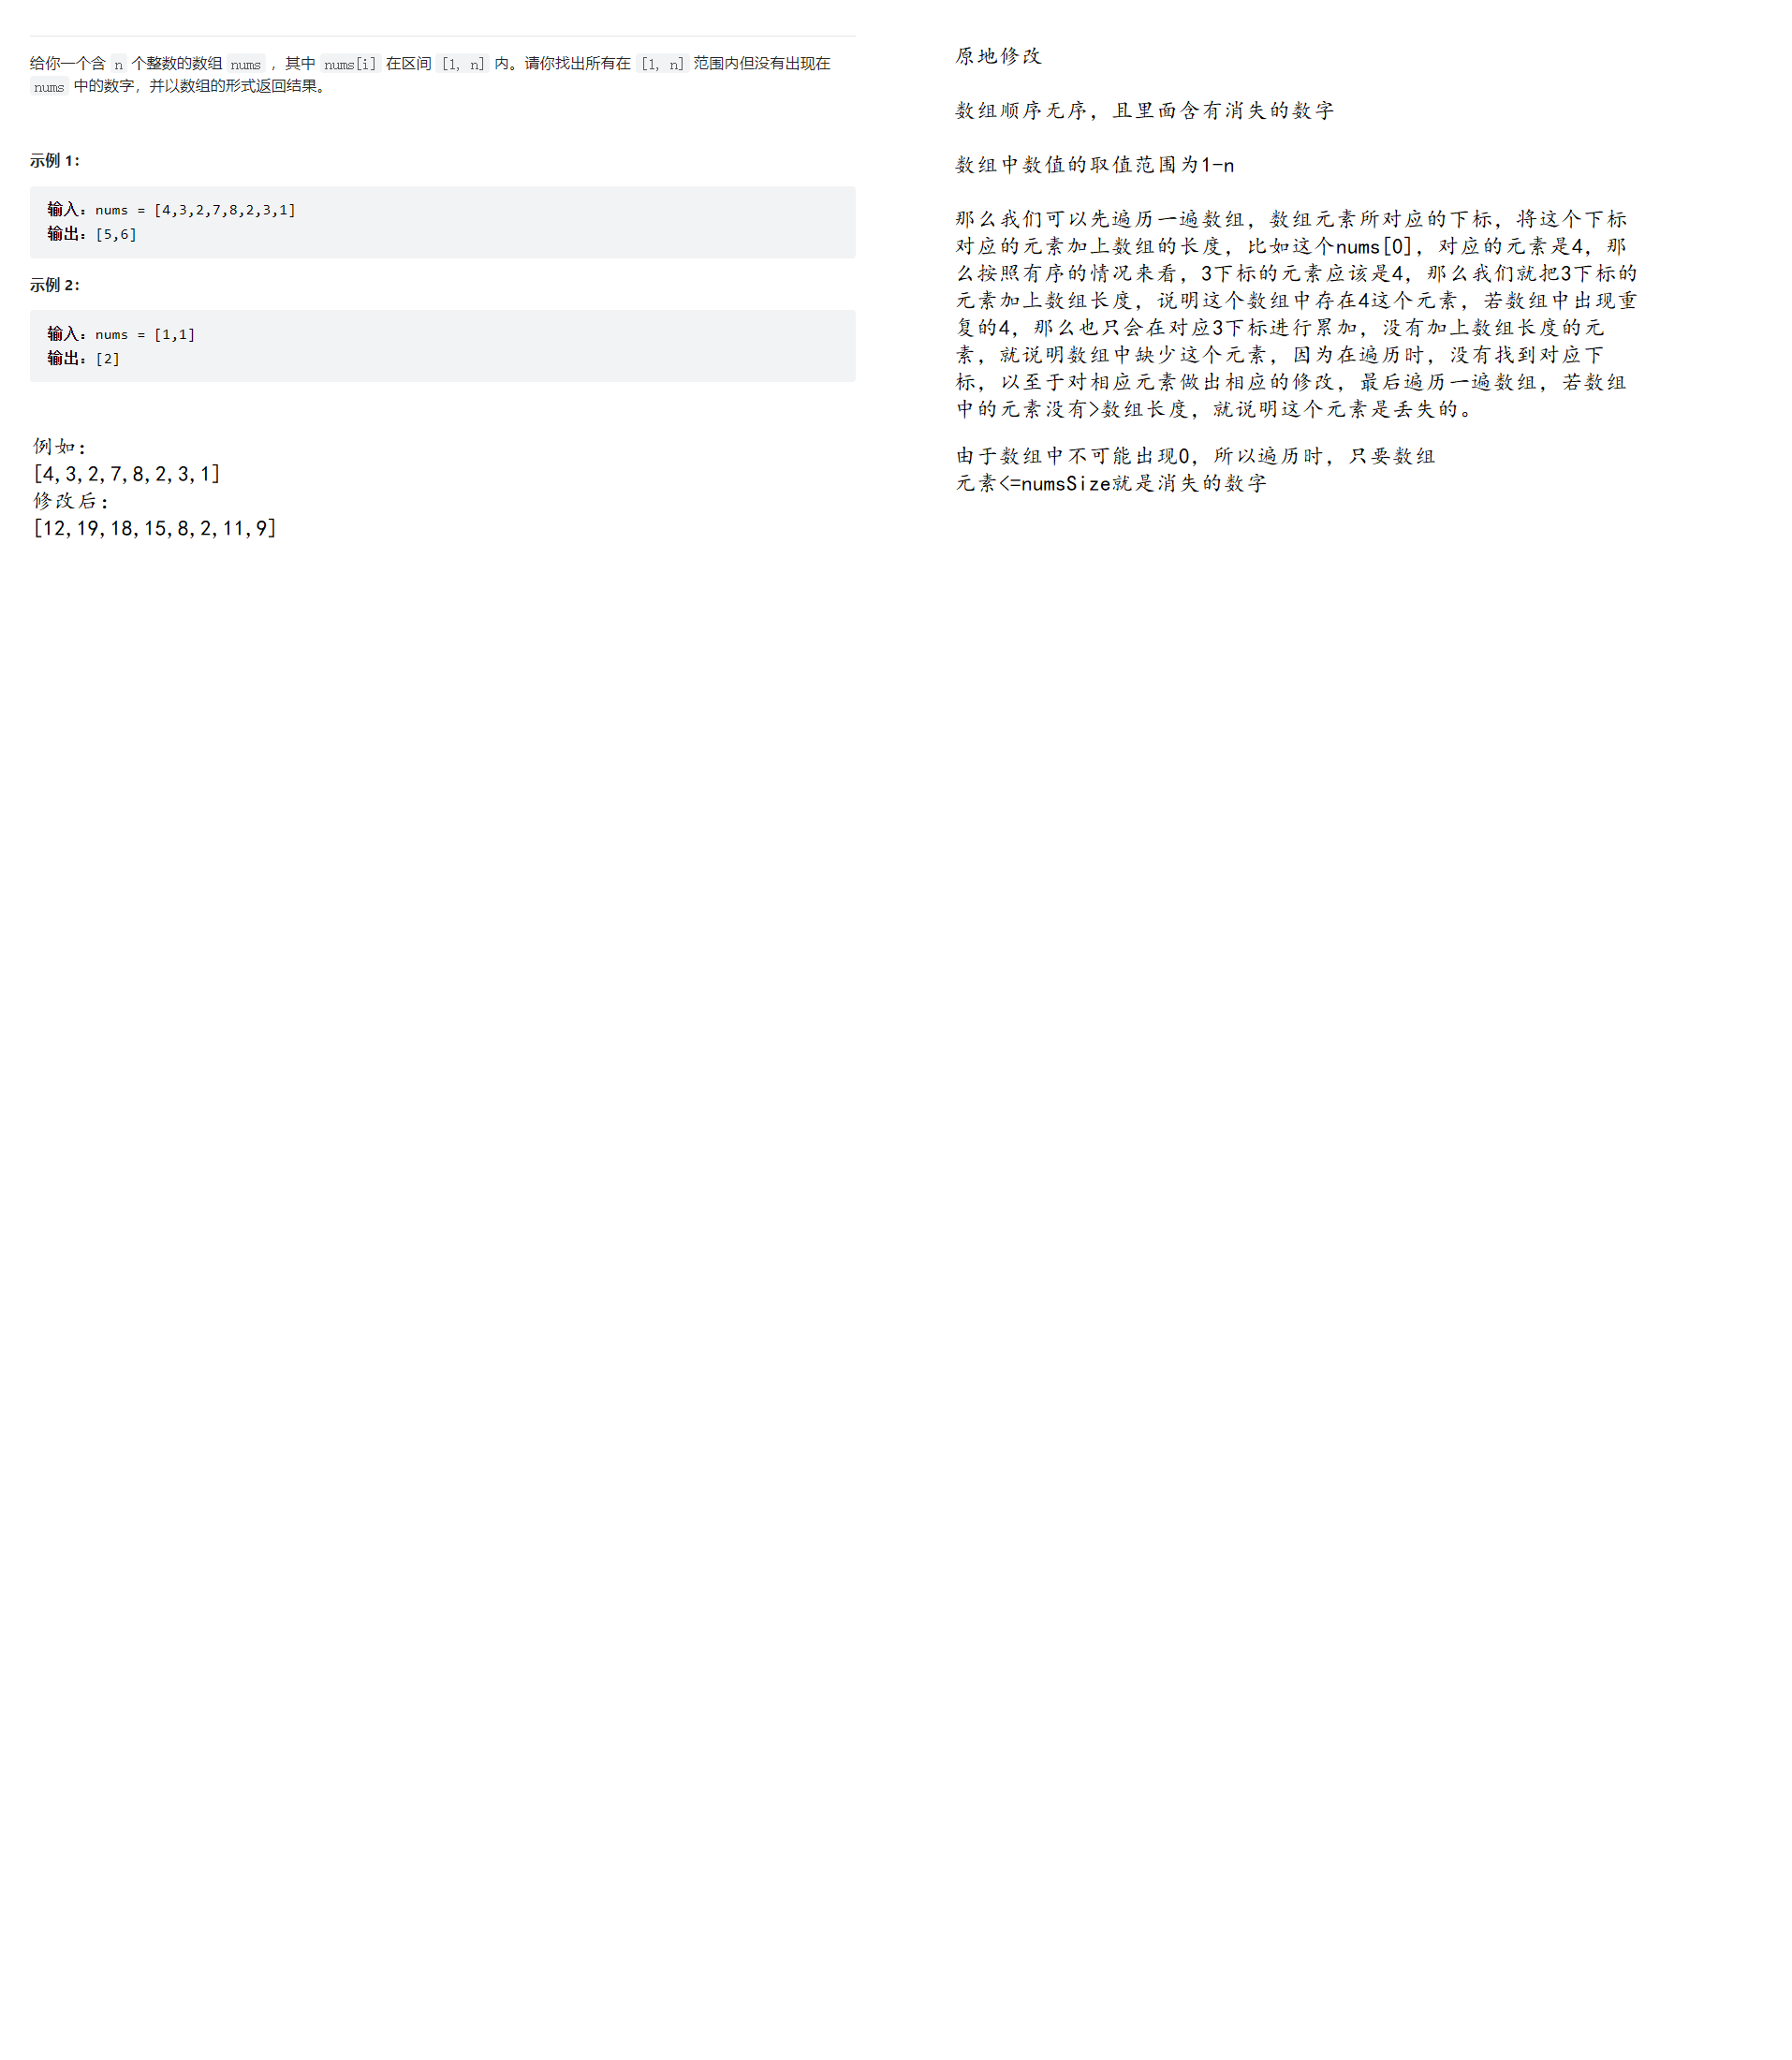 给你一个含 n 个整数的数组 nums ，其中 nums[i] 在区间 [1, n] 内。请你找出所有在 [1, n] 范围内但没有出现在
nums 中的数字，并以数组的形式返回结果。
示例 1：
输入：nums = [4,3,2,7,8,2,3,1]
输出：[5,6]
示例 2：
输入：nums = [1,1]
输出：[2]
例如：
[4,3,2,7,8,2,3,1]
修改后：
[12,19,18,15,8,2,11,9]
原地修改
数组顺序无序，且里面含有消失的数字
数组中数值的取值范围为1-n
那么我们可以先遍历一遍数组，数组元素所对应的下标，将这个下标
对应的元素加上数组的长度，比如这个nums[0]，对应的元素是4，那
么按照有序的情况来看，3下标的元素应该是4，那么我们就把3下标的
元素加上数组长度，说明这个数组中存在4这个元素，若数组中出现重
复的4，那么也只会在对应3下标进行累加，没有加上数组长度的元
素，就说明数组中缺少这个元素，因为在遍历时，没有找到对应下
标，以至于对相应元素做出相应的修改，最后遍历一遍数组，若数组
中的元素没有>数组长度，就说明这个元素是丢失的。
由于数组中不可能出现0，所以遍历时，只要数组
元素<=numsSize就是消失的数字